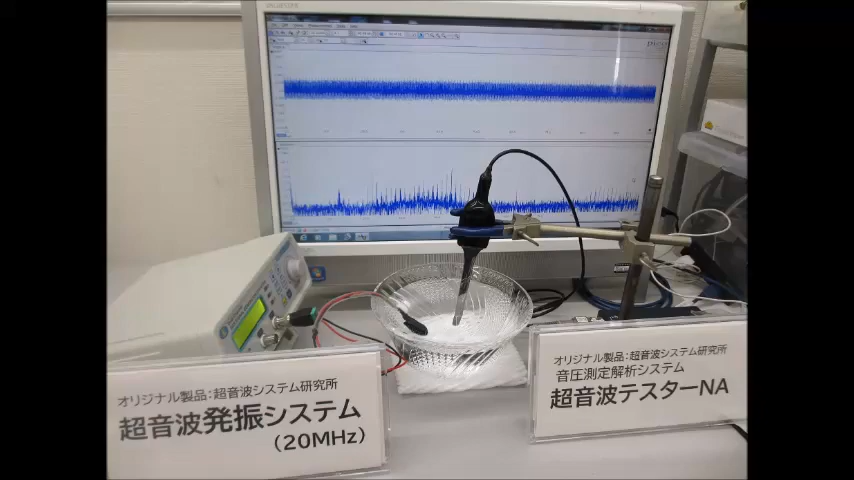 オリジナル製品：超音波システム研究所
超音波発振システム
（20MHz）
オリジナル製品：超音波システム研究所
音圧測定解析システム
超音波テスターNA